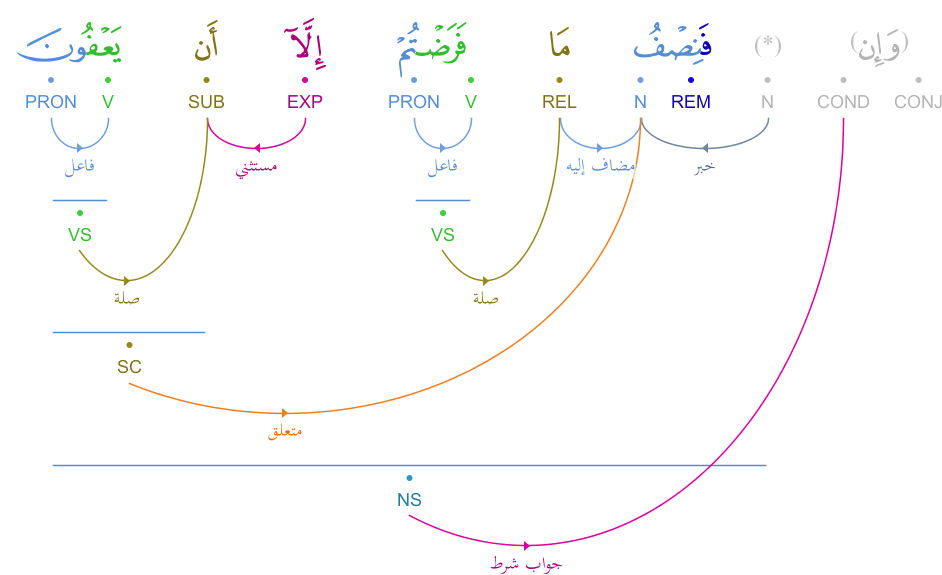 (وَإِن) (*) فَنِصْفُ مَا فَرَضْتُمْ إِلَّآ أَن يَعْفُونَ
CONJ COND N REM N REL V PRON EXP SUB V PRON
خبر مضاف إليه فاعل مستثني فاعل
VS VS
صلة صلة
SC
متعلق
NS
جواب شرط